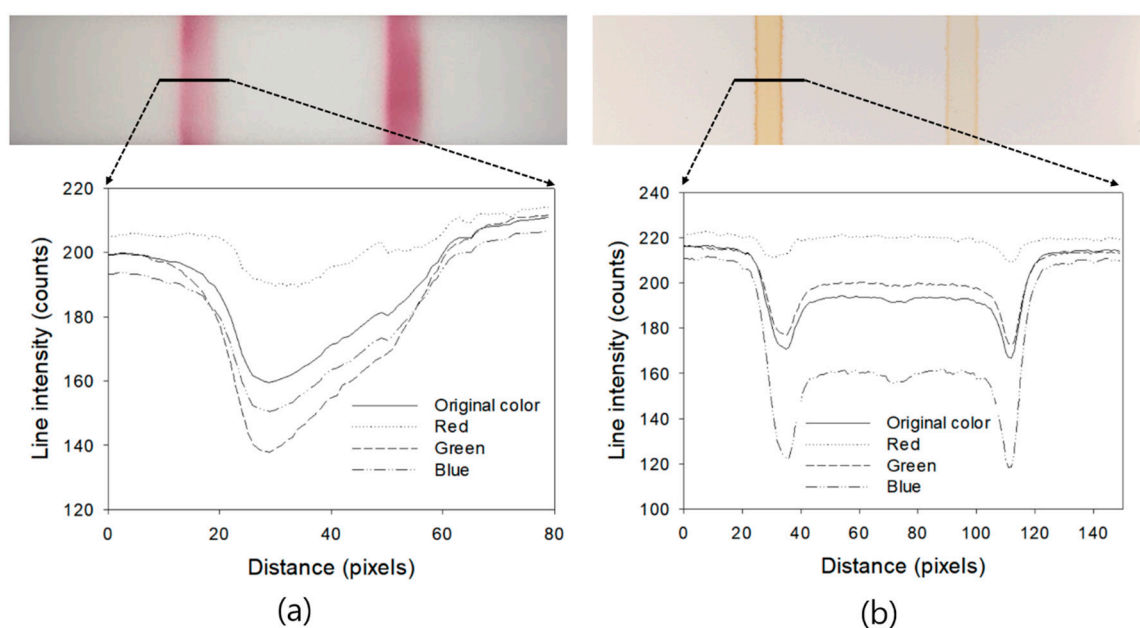 220
200
180
160
140
120
Line intensity (counts)
Original color
Red
Green
Blue
0 20 40 60 80
Distance (pixels)
(a)
240
220
200
180
160
140
120
100
Line intensity (counts)
Original color
Red
Green
Blue
0 20 40 60 80 100 120 140
Distance (pixels)
(b)